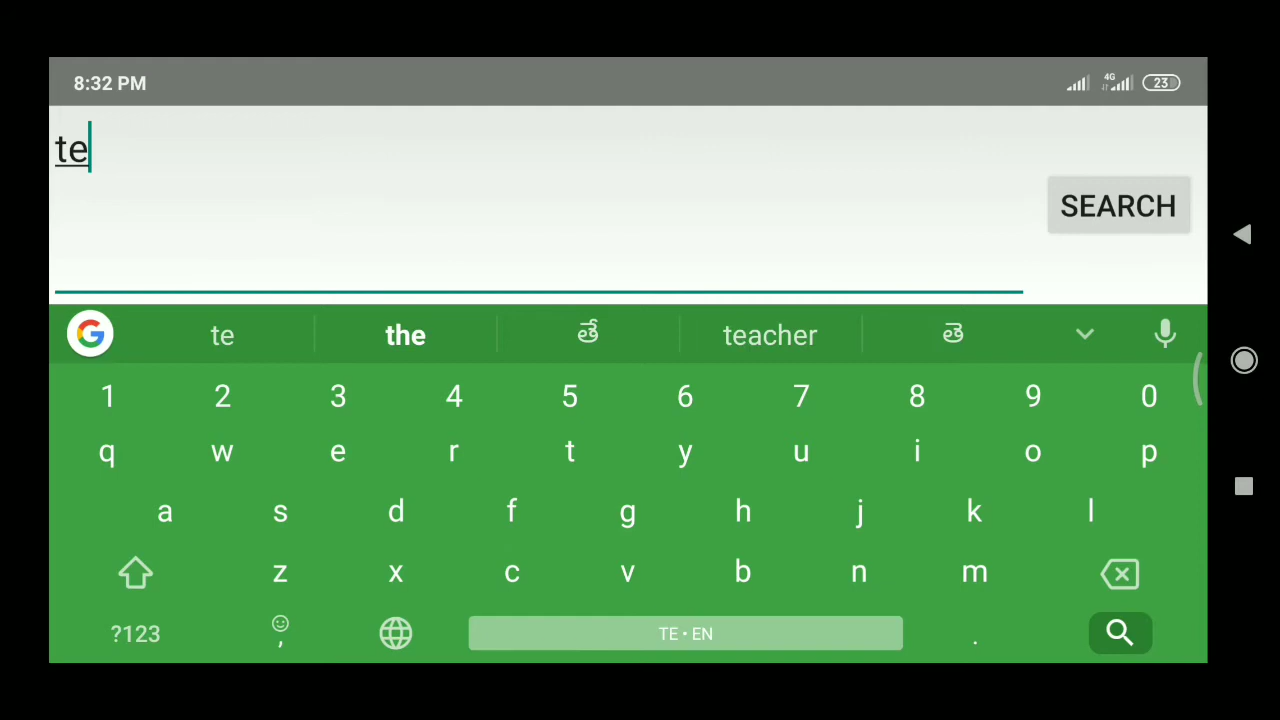 8:32 PM 4G 23
te
SEARCH
te the తే teacher తె
1 2 3 4 5 6 7 8 9 0
q w e r t y u i o p
a s d f g h j k l
z x c v b n m
?123 , TE • EN .